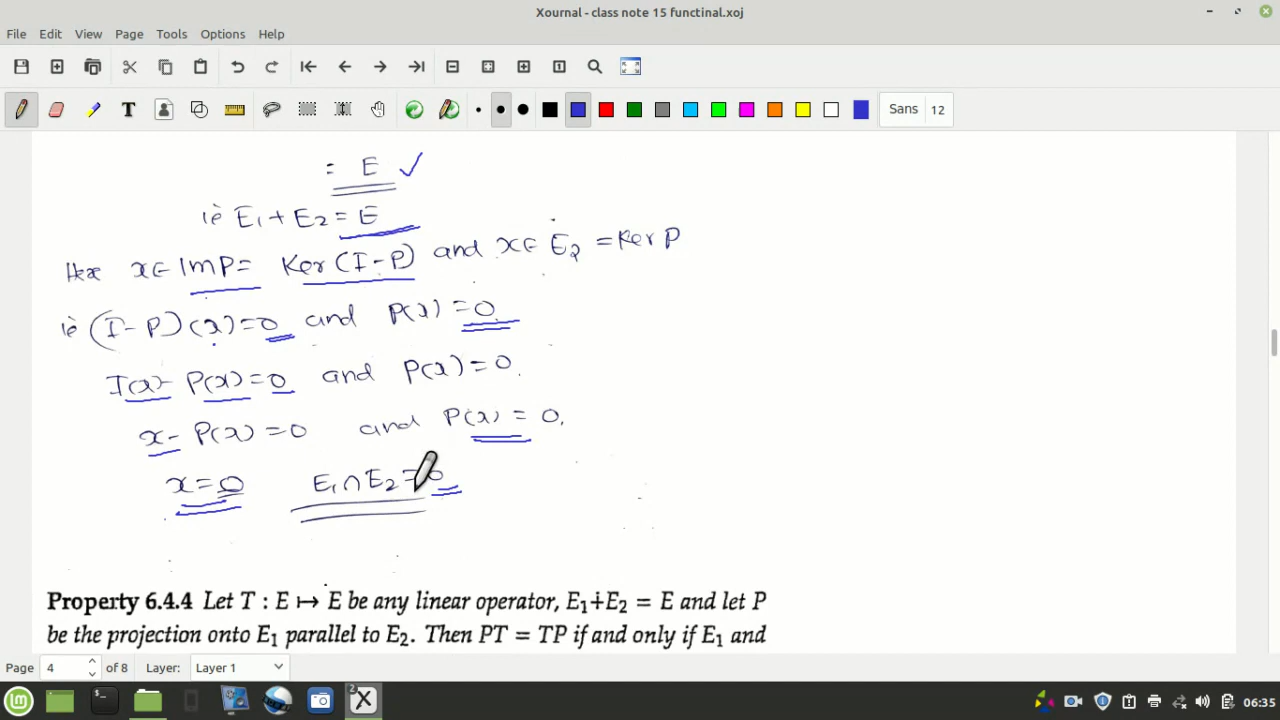 Xournal - class note 15 functinal.xoj
File Edit View Page Tools Options Help
Sans 12
= E ✓
ie E₁ + E₂ = E
Here x ∈ ImP = Ker (I - P) and x ∈ E₂ = Ker P
ie (I - P) (x) = 0 and P(x) = 0
I(x) - P(x) = 0 and P(x) = 0.
x - P(x) = 0 and P(x) = 0,
x = 0 E₁ ∩ E₂ = 0
Property 6.4.4 Let T : E ↦ E be any linear operator, E₁∔E₂ = E and let P
be the projection onto E₁ parallel to E₂. Then PT = TP if and only if E₁ and
Page 4 of 8 Layer: Layer 1
2
06:35